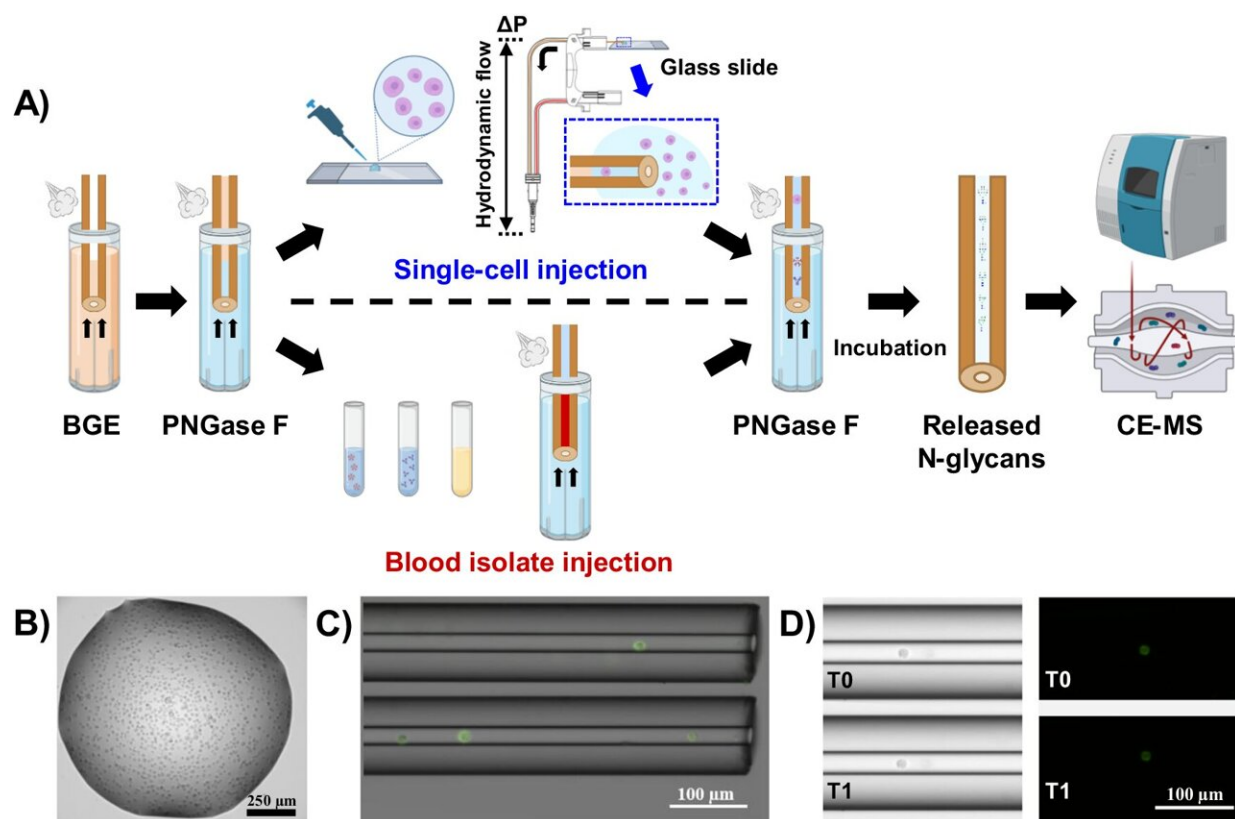 A)
ΔP
Hydrodynamic flow
Glass slide
Single-cell injection
BGE
PNGase F
PNGase F
Incubation
Released
N-glycans
CE-MS
Blood isolate injection
B)
250 μm
C)
100 μm
D)
T0
T0
T1
T1
100 μm